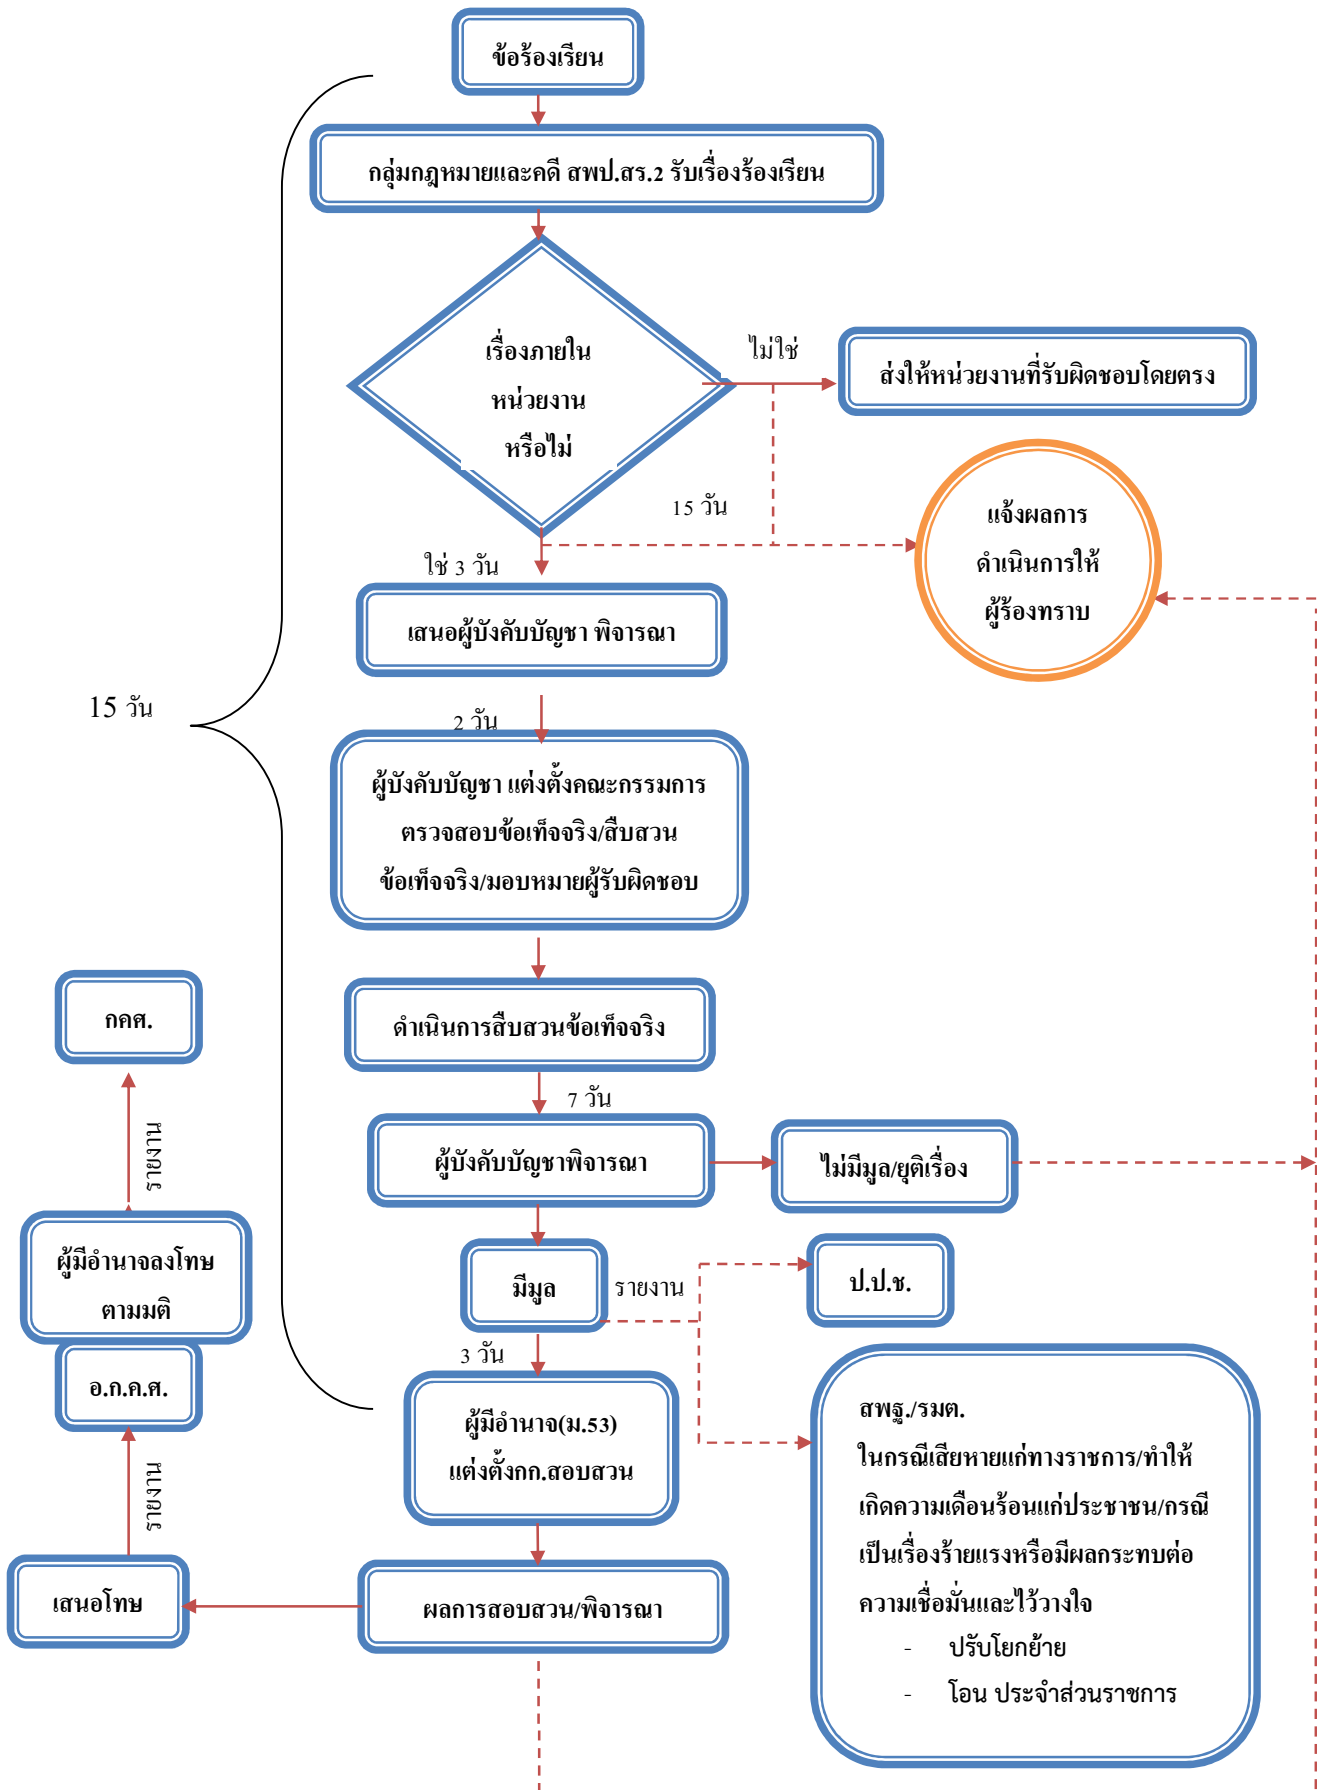 ข้อร้องเรียน
กลุ่มกฎหมายและคดี สพป.สร.2 รับเรื่องร้องเรียน
เรื่องภายใน
หน่วยงาน
หรือไม่
ไม่ใช่
ส่งให้หน่วยงานที่รับผิดชอบโดยตรง
15 วัน
แจ้งผลการ
ดำเนินการให้
ผู้ร้องทราบ
ใช่ 3 วัน
เสนอผู้บังคับบัญชา พิจารณา
15 วัน
2 วัน
ผู้บังคับบัญชา แต่งตั้งคณะกรรมการ
ตรวจสอบข้อเท็จจริง/สืบสวน
ข้อเท็จจริง/มอบหมายผู้รับผิดชอบ
ดำเนินการสืบสวนข้อเท็จจริง
กคศ.
7 วัน
รายงาน
ผู้บังคับบัญชาพิจารณา
ไม่มีมูล/ยุติเรื่อง
ผู้มีอำนาจลงโทษ
ตามมติ
มีมูล
รายงาน
ป.ป.ช.
3 วัน
อ.ก.ค.ศ.
ผู้มีอำนาจ(ม.53)
แต่งตั้งกก.สอบสวน
สพฐ./รมต.
ในกรณีเสียหายแก่ทางราชการ/ทำให้
เกิดความเดือนร้อนแก่ประชาชน/กรณี
เป็นเรื่องร้ายแรงหรือมีผลกระทบต่อ
ความเชื่อมั่นและไว้วางใจ
- ปรับโยกย้าย
- โอน ประจำส่วนราชการ
รายงาน
เสนอโทษ
ผลการสอบสวน/พิจารณา